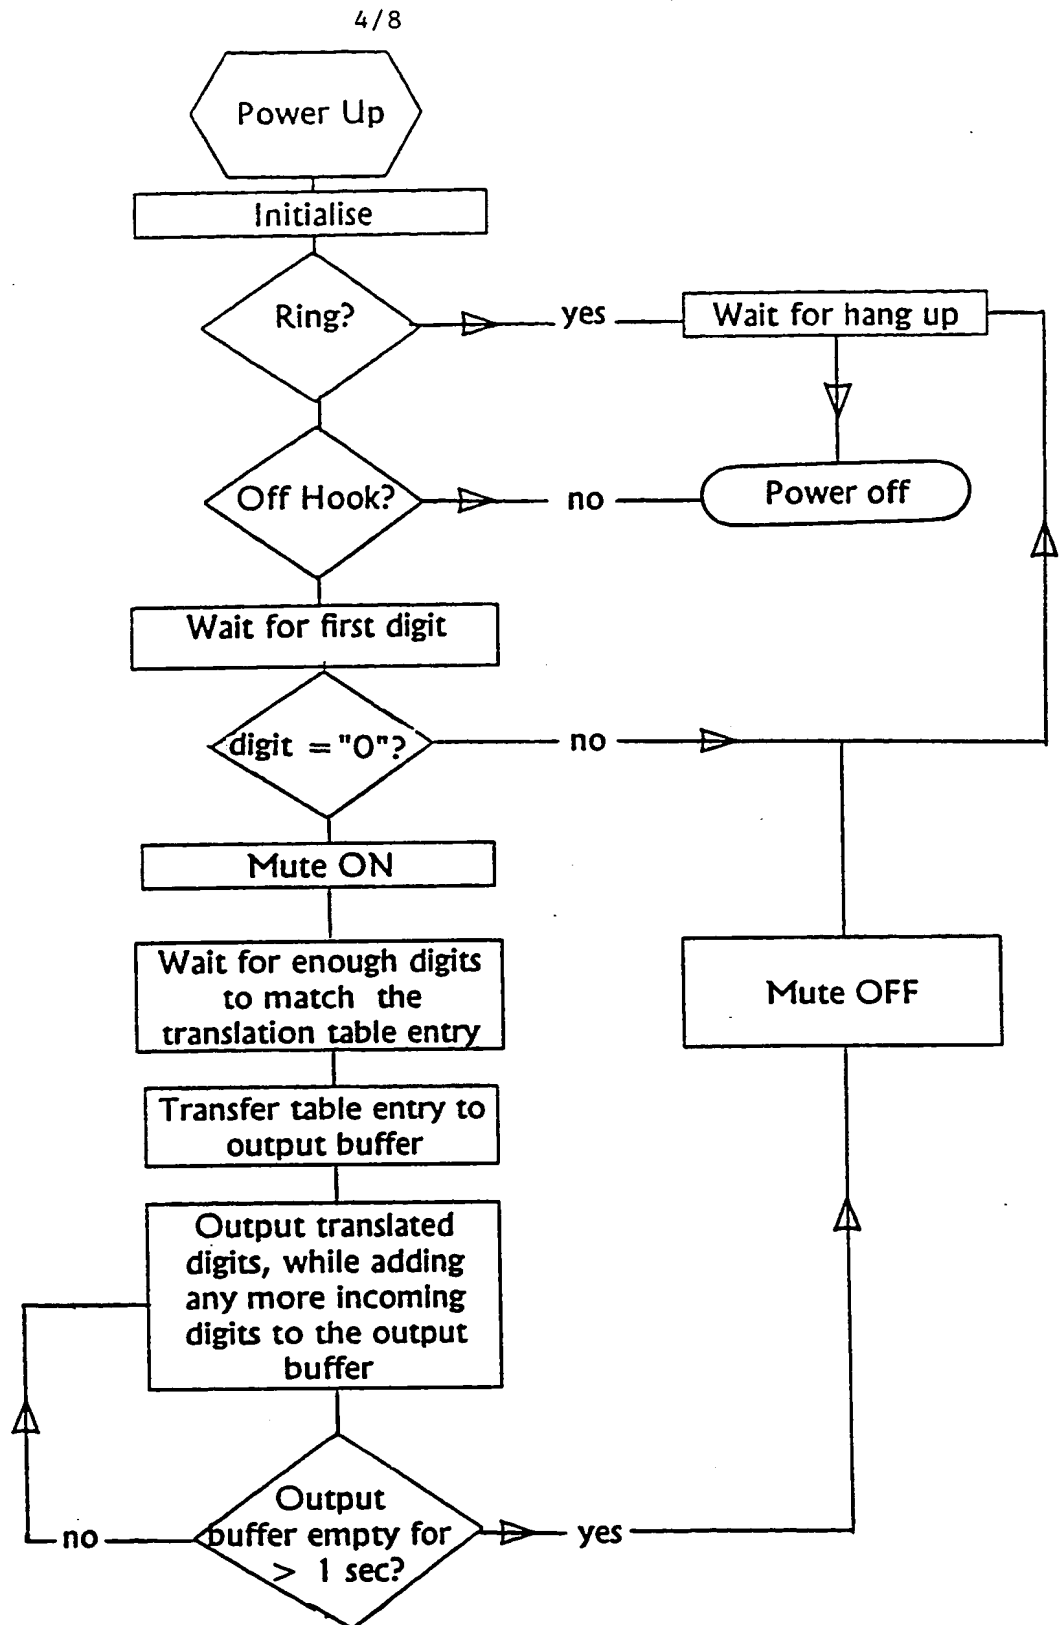 4/8
Power Up
Initialise
Ring?
yes
Wait for hang up
Off Hook?
no
Power off
Wait for first digit
digit = "0"?
no
Mute ON
Wait for enough digits
to match the
translation table entry
Mute OFF
Transfer table entry to
output buffer
Output translated
digits, while adding
any more incoming
digits to the output
buffer
Output
buffer empty for
> 1 sec?
no
yes